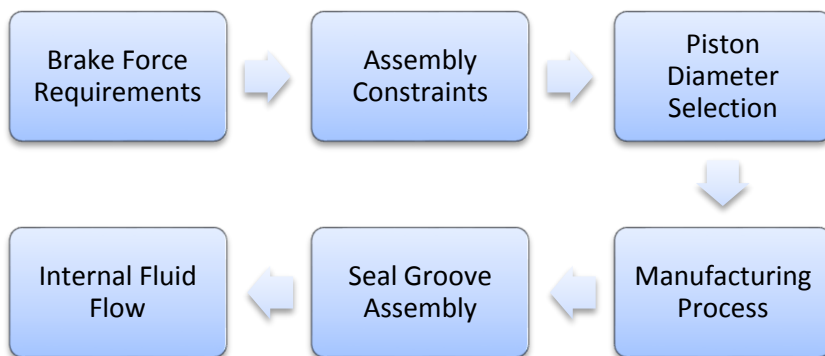 Brake Force
Requirements
Assembly
Constraints
Piston
Diameter
Selection
Manufacturing
Process
Seal Groove
Assembly
Internal Fluid
Flow